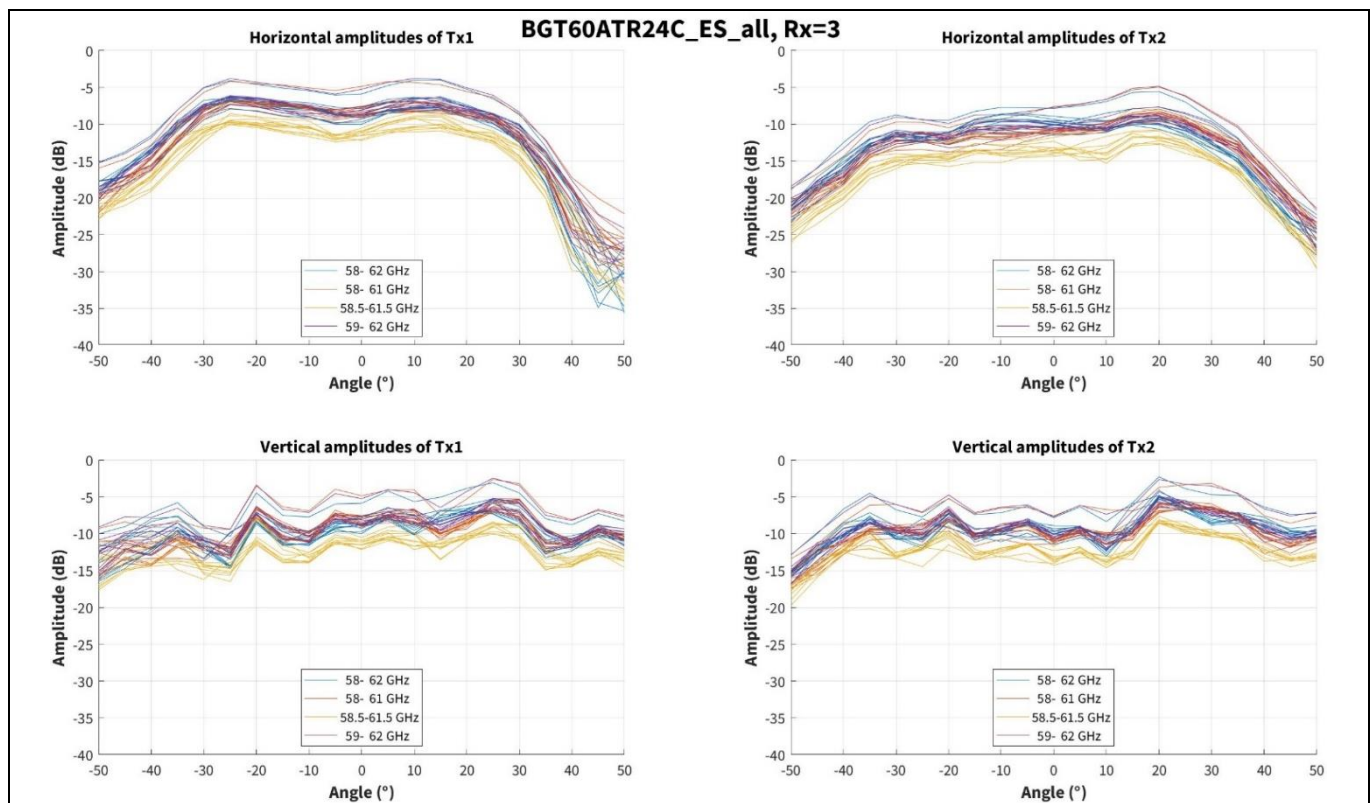 BGT60ATR24C_ES_all, Rx=3
Horizontal amplitudes of Tx1
0
-5
-10
-15
-20
-25
-30
-35
-40
Amplitude (dB)
58- 62 GHz
58- 61 GHz
58.5-61.5 GHz
59- 62 GHz
-50 -40 -30 -20 -10 0 10 20 30 40 50
Angle (°)
Horizontal amplitudes of Tx2
0
-5
-10
-15
-20
-25
-30
-35
-40
Amplitude (dB)
58- 62 GHz
58- 61 GHz
58.5-61.5 GHz
59- 62 GHz
-50 -40 -30 -20 -10 0 10 20 30 40 50
Angle (°)
Vertical amplitudes of Tx1
0
-5
-10
-15
-20
-25
-30
-35
-40
Amplitude (dB)
58- 62 GHz
58- 61 GHz
58.5-61.5 GHz
59- 62 GHz
-50 -40 -30 -20 -10 0 10 20 30 40 50
Angle (°)
Vertical amplitudes of Tx2
0
-5
-10
-15
-20
-25
-30
-35
-40
Amplitude (dB)
58- 62 GHz
58- 61 GHz
58.5-61.5 GHz
59- 62 GHz
-50 -40 -30 -20 -10 0 10 20 30 40 50
Angle (°)